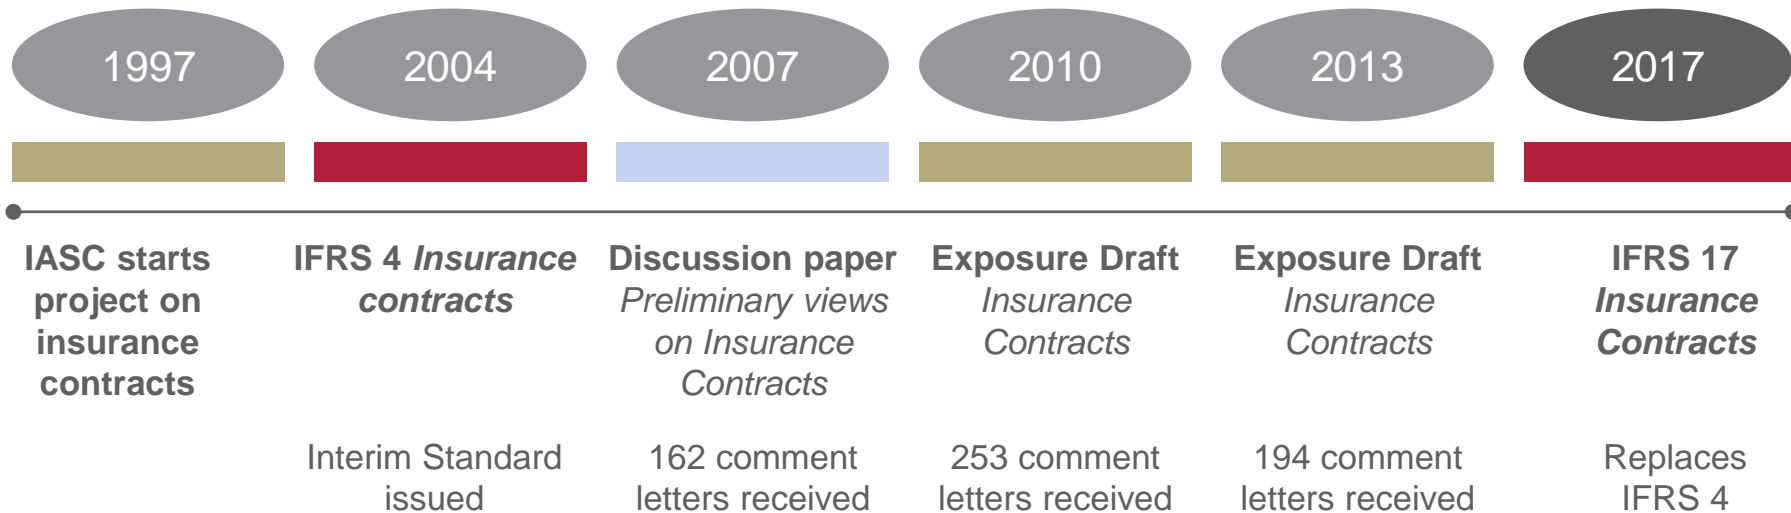 1997
2004
2007
2010
2013
2017
IASC starts
project on
insurance
contracts
IFRS 4 Insurance
contracts
Interim Standard
issued
Discussion paper
Preliminary views
on Insurance
Contracts
162 comment
letters received
Exposure Draft
Insurance
Contracts
253 comment
letters received
Exposure Draft
Insurance
Contracts
194 comment
letters received
IFRS 17
Insurance
Contracts
Replaces
IFRS 4